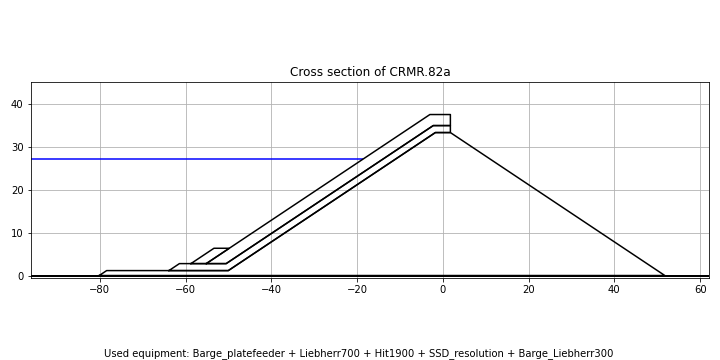 Cross section of CRMR.82a
40
30
20
10
0
−80 −60 −40 −20 0 20 40 60
Used equipment: Barge_platefeeder + Liebherr700 + Hit1900 + SSD_resolution + Barge_Liebherr300